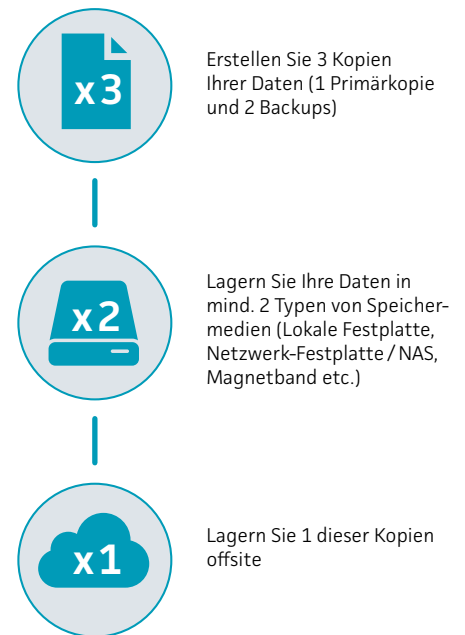 x3
Erstellen Sie 3 Kopien
Ihrer Daten (1 Primärkopie
und 2 Backups)
x2
Lagern Sie Ihre Daten in
mind. 2 Typen von Speicher-
medien (Lokale Festplatte,
Netzwerk-Festplatte / NAS,
Magnetband etc.)
x1
Lagern Sie 1 dieser Kopien
offsite